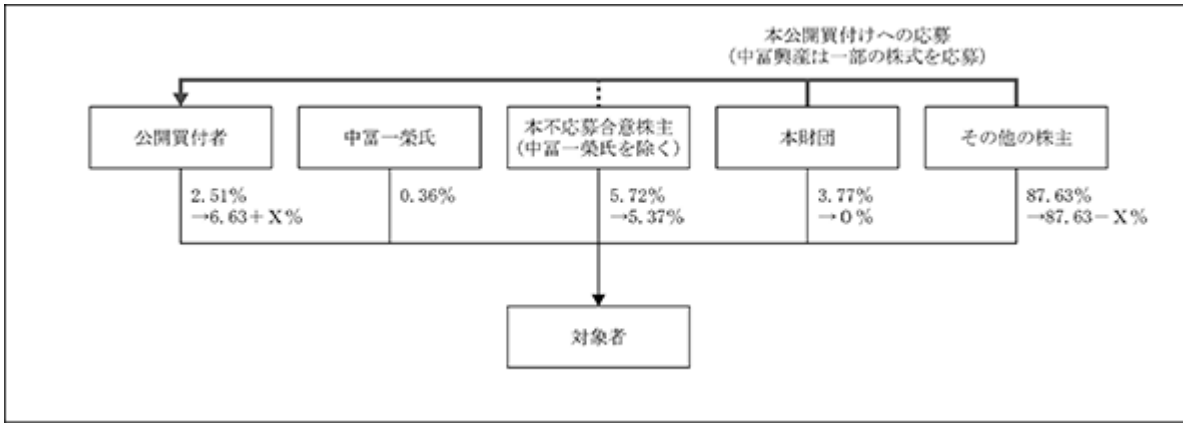 本公開買付けへの応募
(中冨興産は一部の株式を応募)
公開買付者
中冨一榮氏
本不応募合意株主
(中冨一榮氏を除く)
本財団
その他の株主
2.51%
→6.63+X%
0.36%
5.72%
→5.37%
3.77%
→0%
87.63%
→87.63-X%
対象者